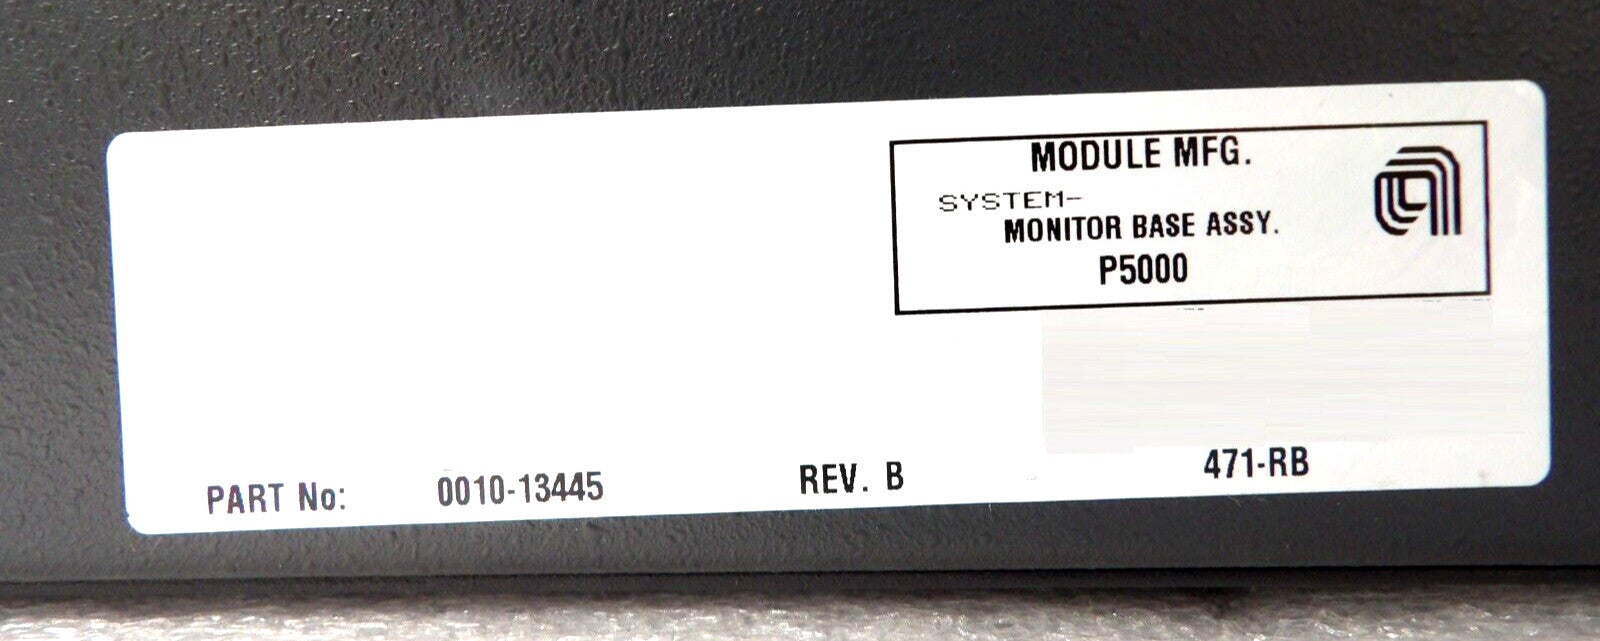 MODULE MFG.
SYSTEM-
MONITOR BASE ASSY.
P5000
PART No: 0010-13445 REV. B 471-RB